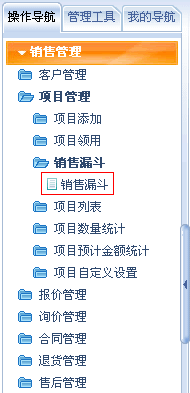 操作导航 管理工具 我的导航
销售管理
客户管理
项目管理
项目添加
项目领用
销售漏斗
销售漏斗
项目列表
项目数量统计
项目预计金额统计
项目自定义设置
报价管理
询价管理
合同管理
退货管理
售后管理